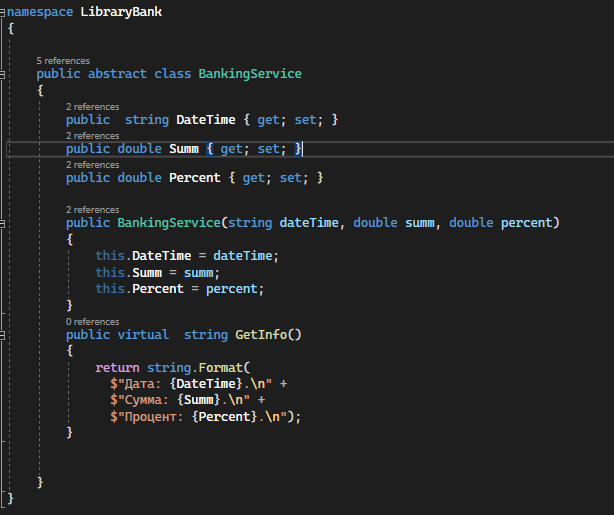 namespace LibraryBank
{
5 references
public abstract class BankingService
{
2 references
public  string DateTime { get; set; }
2 references
public double Summ { get; set; }
2 references
public double Percent { get; set; }
2 references
public BankingService(string dateTime, double summ, double percent)
{
this.DateTime = dateTime;
this.Summ = summ;
this.Percent = percent;
}
0 references
public virtual  string GetInfo()
{
return string.Format(
$"Дата: {DateTime}.\n" +
$"Сумма: {Summ}.\n" +
$"Процент: {Percent}.\n");
}
}
}